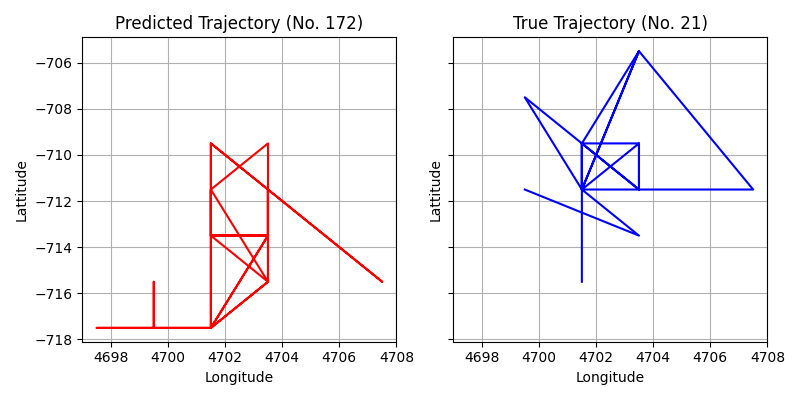 Predicted Trajectory (No. 172)
−706
−708
−710
−712
−714
−716
−718
Lattitude
4698 4700 4702 4704 4706 4708
Longitude
True Trajectory (No. 21)
Lattitude
4698 4700 4702 4704 4706 4708
Longitude